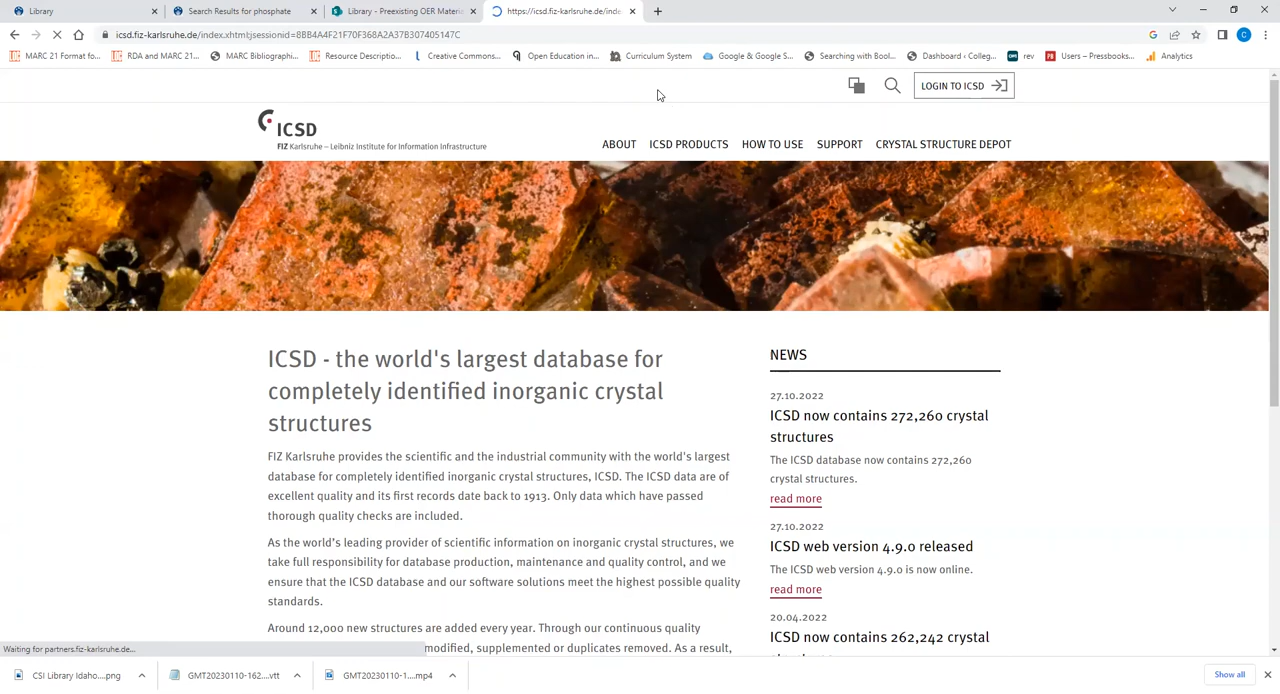 Library
Search Results for phosphate
Library - Preexisting OER Materi
https://icsd.fiz-karlsruhe.de/inde
icsd.fiz-karlsruhe.de/index.xhtml;jsessionid=8BB4A4F21F70F368A2A37B307405147C
MARC 21 Format fo...
RDA and MARC 21...
MARC Bibliographi...
Resource Descriptio...
Creative Commons...
Open Education in...
Curriculum System
Google & Google S...
Searching with Bool...
Dashboard ‹ Colleg...
rev
Users – Pressbooks...
Analytics
LOGIN TO ICSD
ICSD
FIZ Karlsruhe – Leibniz Institute for Information Infrastructure
ABOUT ICSD PRODUCTS HOW TO USE SUPPORT CRYSTAL STRUCTURE DEPOT
ICSD - the world's largest database for
completely identified inorganic crystal
structures
FIZ Karlsruhe provides the scientific and the industrial community with the world's largest
database for completely identified inorganic crystal structures, ICSD. The ICSD data are of
excellent quality and its first records date back to 1913. Only data which have passed
thorough quality checks are included.
As the world's leading provider of scientific information on inorganic crystal structures, we
take full responsibility for database production, maintenance and quality control, and we
ensure that the ICSD database and our software solutions meet the highest possible quality
standards.
Around 12,000 new structures are added every year. Through our continuous quality
modified, supplemented or duplicates removed. As a result,
NEWS
27.10.2022
ICSD now contains 272,260 crystal
structures
The ICSD database now contains 272,260
crystal structures.
read more
27.10.2022
ICSD web version 4.9.0 released
The ICSD web version 4.9.0 is now online.
read more
20.04.2022
ICSD now contains 262,242 crystal
Waiting for partners.fiz-karlsruhe.de...
CSI Library Idaho....png
GMT20230110-162....vtt
GMT20230110-1....mp4
Show all